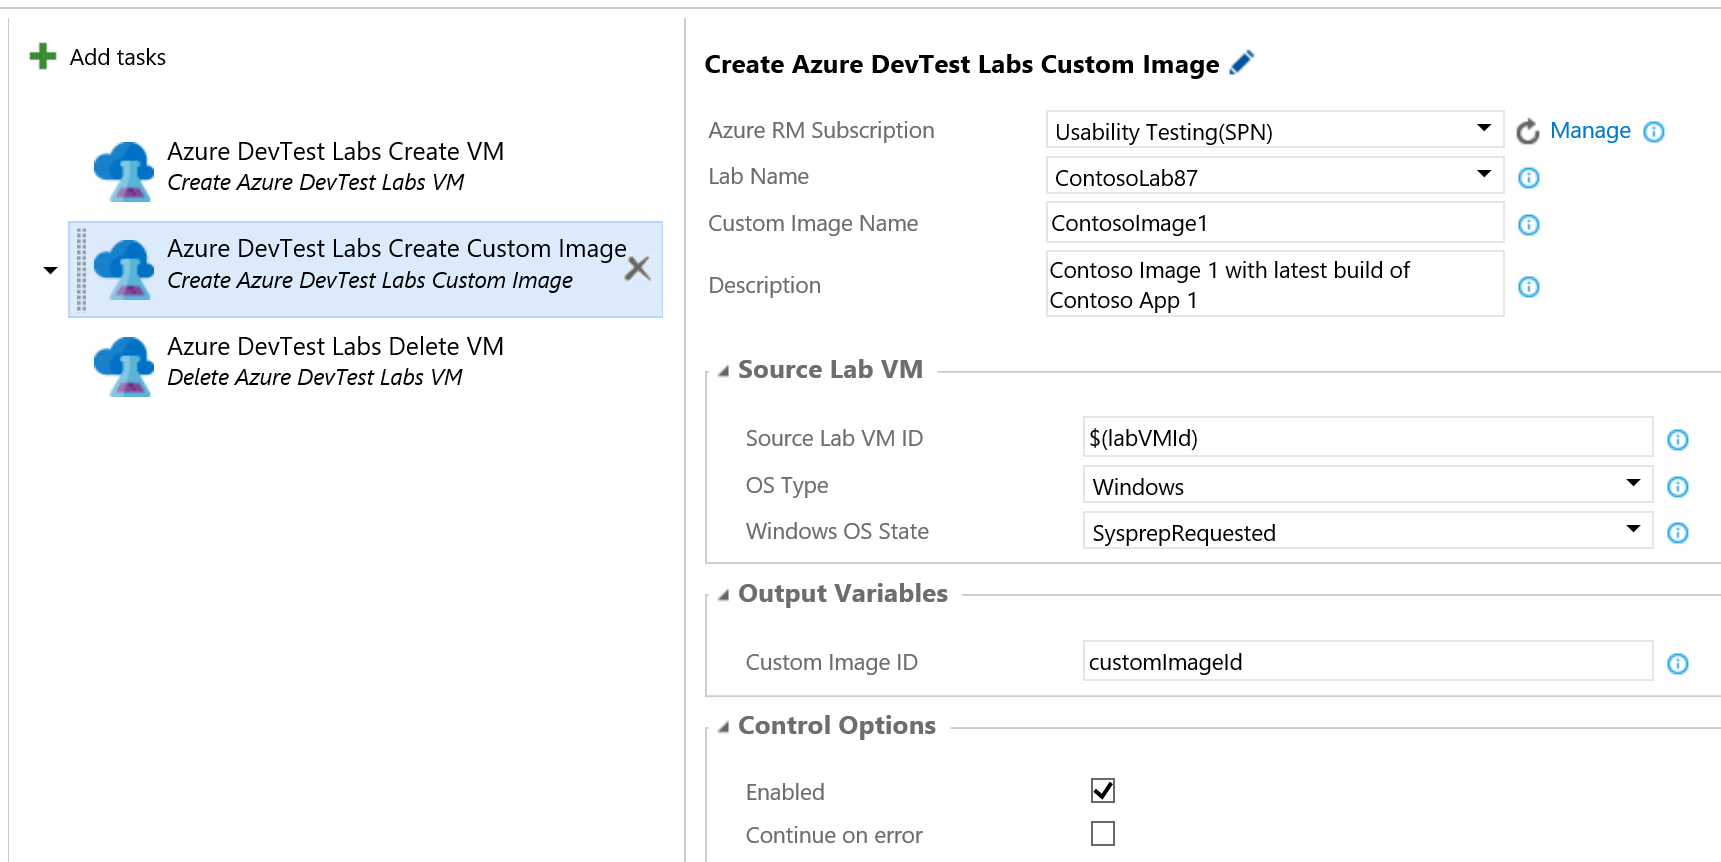 Add tasks
Azure DevTest Labs Create VM
Create Azure DevTest Labs VM
Azure DevTest Labs Create Custom Image
Create Azure DevTest Labs Custom Image
Azure DevTest Labs Delete VM
Delete Azure DevTest Labs VM
Create Azure DevTest Labs Custom Image
Azure RM Subscription
Usability Testing(SPN)
Manage
Lab Name
ContosoLab87
Custom Image Name
ContosoImage1
Description
Contoso Image 1 with latest build of
Contoso App 1
Source Lab VM
Source Lab VM ID
$(labVMId)
OS Type
Windows
Windows OS State
SysprepRequested
Output Variables
Custom Image ID
customImageId
Control Options
Enabled
Continue on error